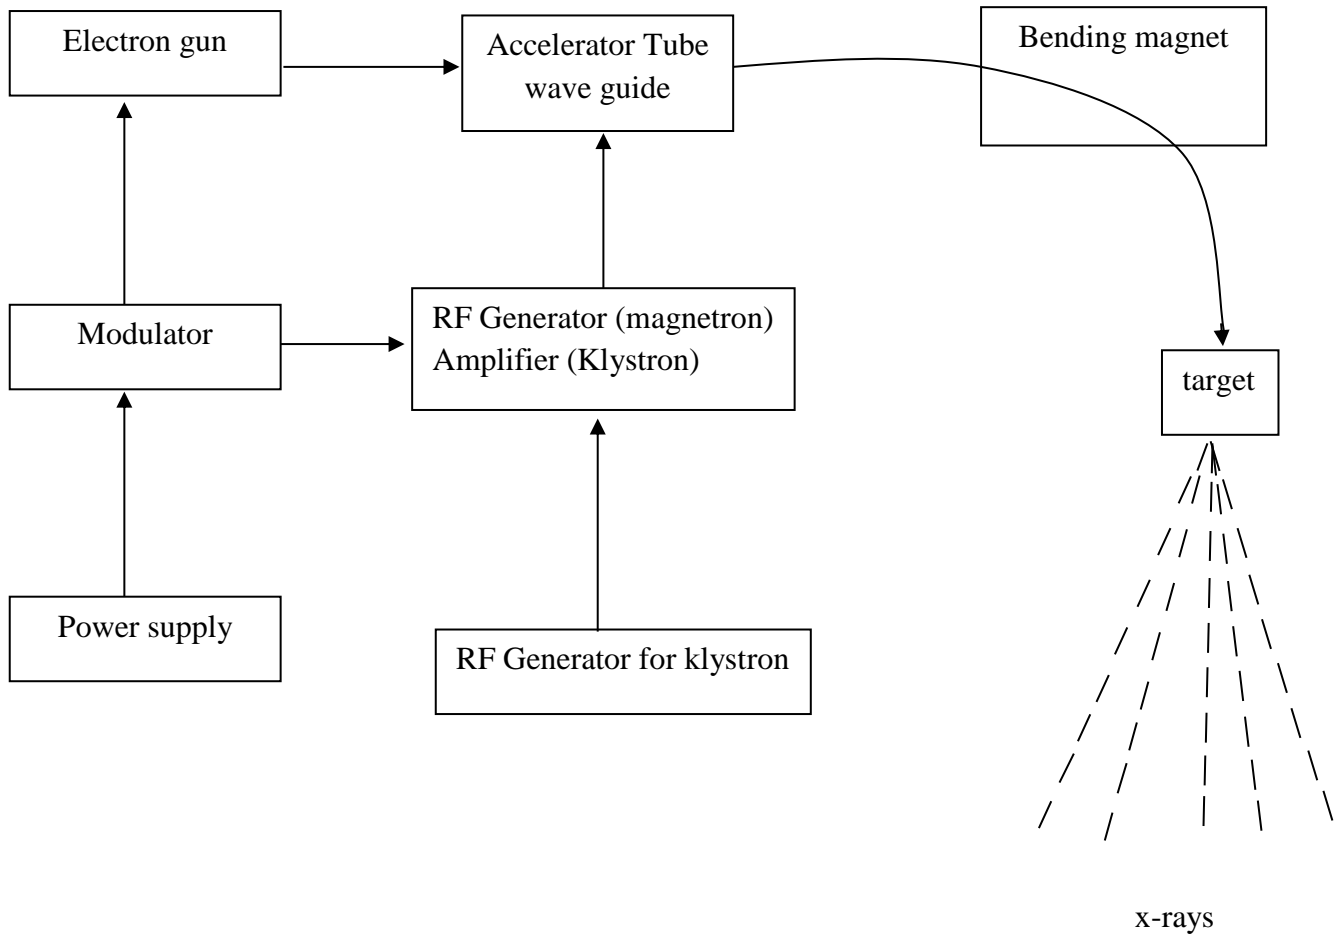 Electron gun
Accelerator Tube
wave guide
Bending magnet
Modulator
RF Generator (magnetron)
Amplifier (Klystron)
target
Power supply
RF Generator for klystron
x-rays